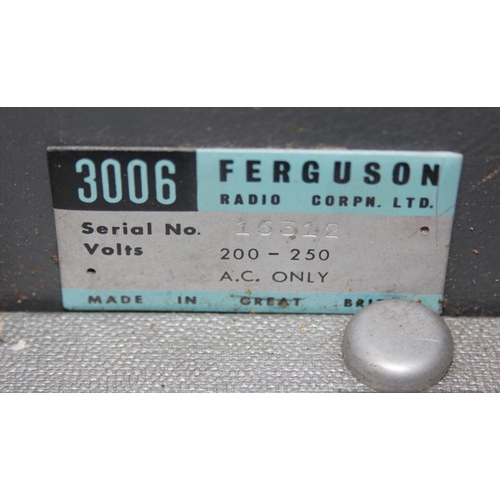 3006 FERGUSON
RADIO CORPN. LTD.
Serial No.
Volts 200 - 250
A.C. ONLY
MADE IN GREAT